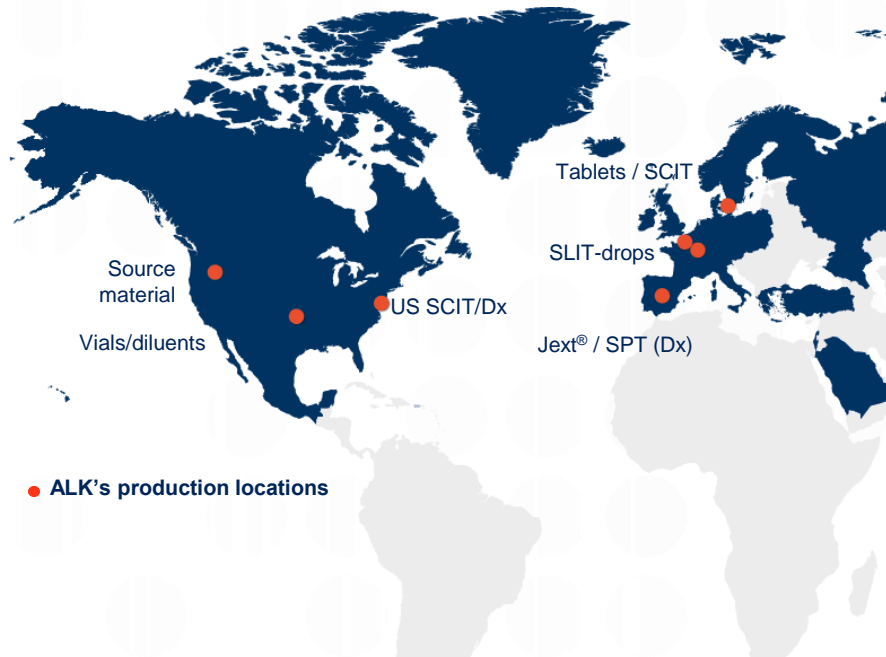 Tablets / SCIT
SLIT-drops
Source
material
US SCIT/Dx
Vials/diluents
Jext® / SPT (Dx)
ALK’s production locations